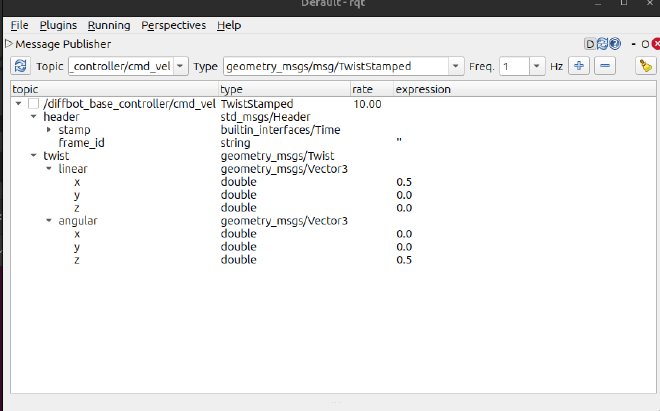 Default - rqt
File Plugins Running Perspectives Help
Message Publisher D - O
Topic _controller/cmd_vel Type geometry_msgs/msg/TwistStamped Freq. 1 Hz
topic type rate expression
/diffbot_base_controller/cmd_vel TwistStamped 10.00
header std_msgs/Header
stamp builtin_interfaces/Time
frame_id string ''
twist geometry_msgs/Twist
linear geometry_msgs/Vector3
x double 0.5
y double 0.0
z double 0.0
angular geometry_msgs/Vector3
x double 0.0
y double 0.0
z double 0.5